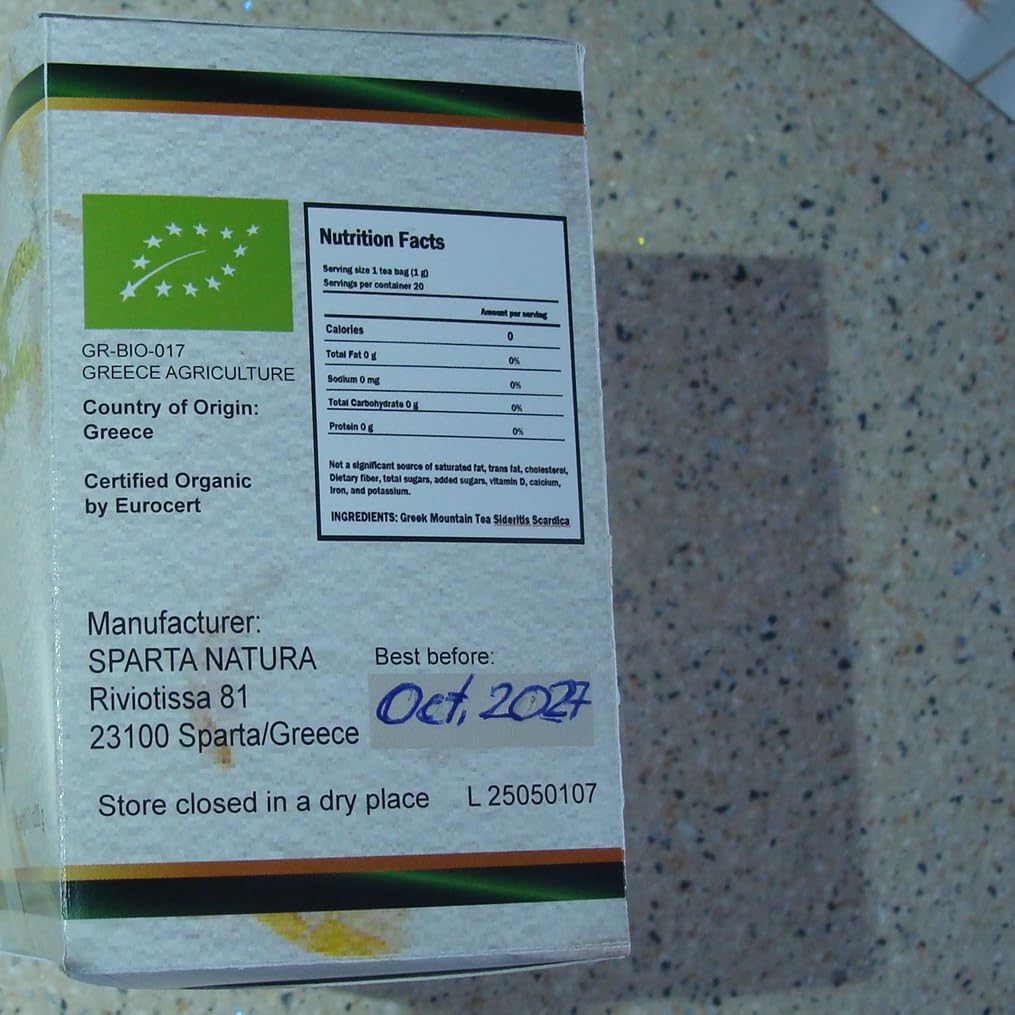 GR-BIO-017
GREECE AGRICULTURE
Country of Origin:
Greece
Certified Organic
by Eurocert
Nutrition Facts
Serving size 1 tea bag (1 g)
Servings per container 20
Amount per serving
Calories 0
Total Fat 0 g 0%
Sodium 0 mg 0%
Total Carbohydrate 0 g 0%
Protein 0 g 0%
Not a significant source of saturated fat, trans fat, cholesterol,
Dietary fiber, total sugars, added sugars, vitamin D, calcium,
Iron, and potassium.
INGREDIENTS: Greek Mountain Tea Sideritis Scardica
Manufacturer:
SPARTA NATURA
Riviotissa 81
23100 Sparta/Greece
Best before:
Oct, 2027
Store closed in a dry place L 25050107